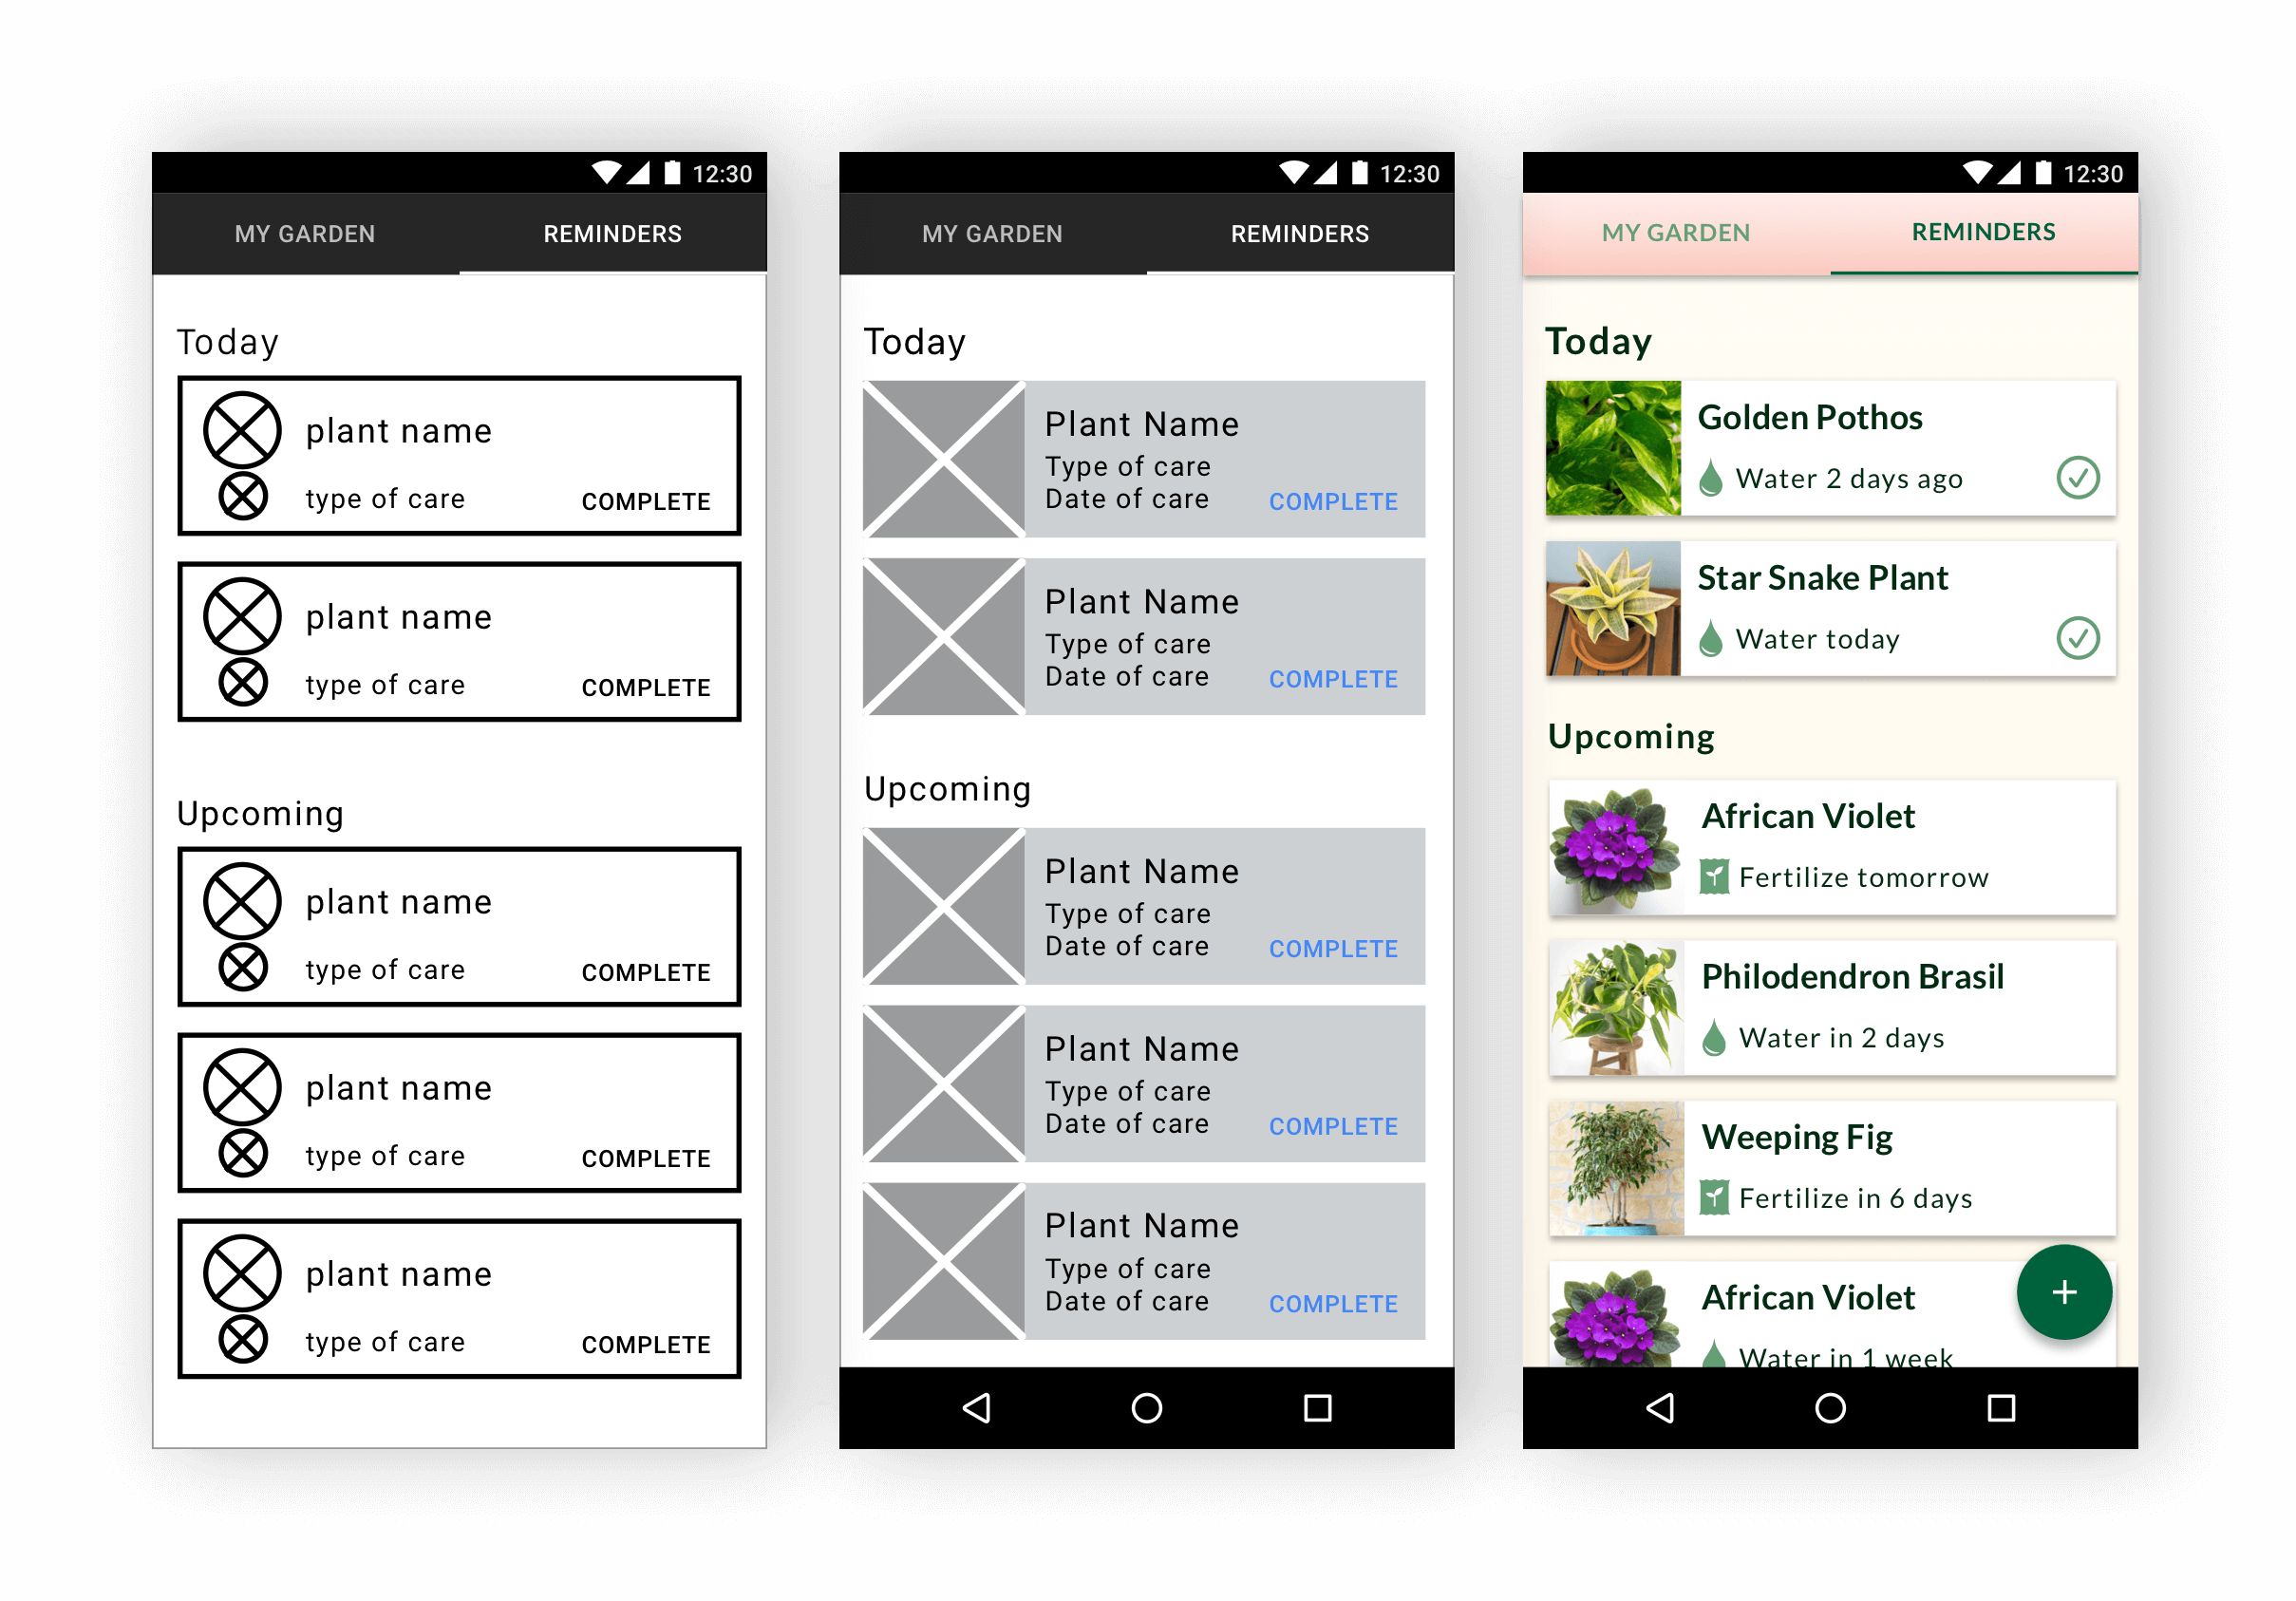 12:30
MY GARDEN REMINDERS
Today
plant name
type of care COMPLETE
plant name
type of care COMPLETE
Upcoming
plant name
type of care COMPLETE
plant name
type of care COMPLETE
plant name
type of care COMPLETE
12:30
MY GARDEN REMINDERS
Today
Plant Name
Type of care
Date of care COMPLETE
Plant Name
Type of care
Date of care COMPLETE
Upcoming
Plant Name
Type of care
Date of care COMPLETE
Plant Name
Type of care
Date of care COMPLETE
Plant Name
Type of care
Date of care COMPLETE
12:30
MY GARDEN REMINDERS
Today
Golden Pothos
Water 2 days ago
Star Snake Plant
Water today
Upcoming
African Violet
Fertilize tomorrow
Philodendron Brasil
Water in 2 days
Weeping Fig
Fertilize in 6 days
African Violet
Water in 1 week